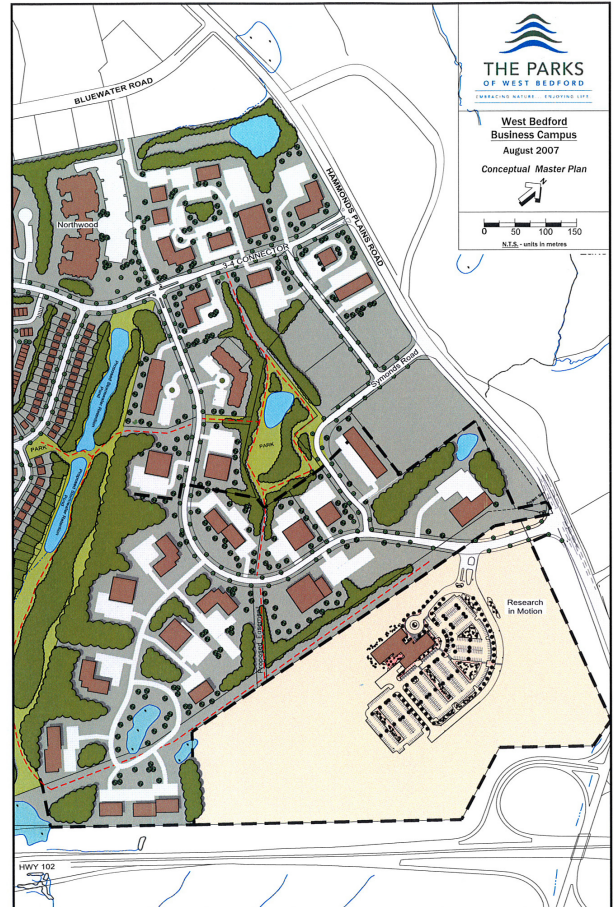 THE PARKS
OF WEST BEDFORD
EMBRACING NATURE ENJOYING LIFE
West Bedford
Business Campus
August 2007
Conceptual Master Plan
N
0 50 100 150
N.T.S. - units in metres
BLUEWATER ROAD
HAMMONDS PLAINS ROAD
Northwood
3-4 CONNECTOR
Symonds Road
PARK
PARK
Research
in Motion
HWY 102